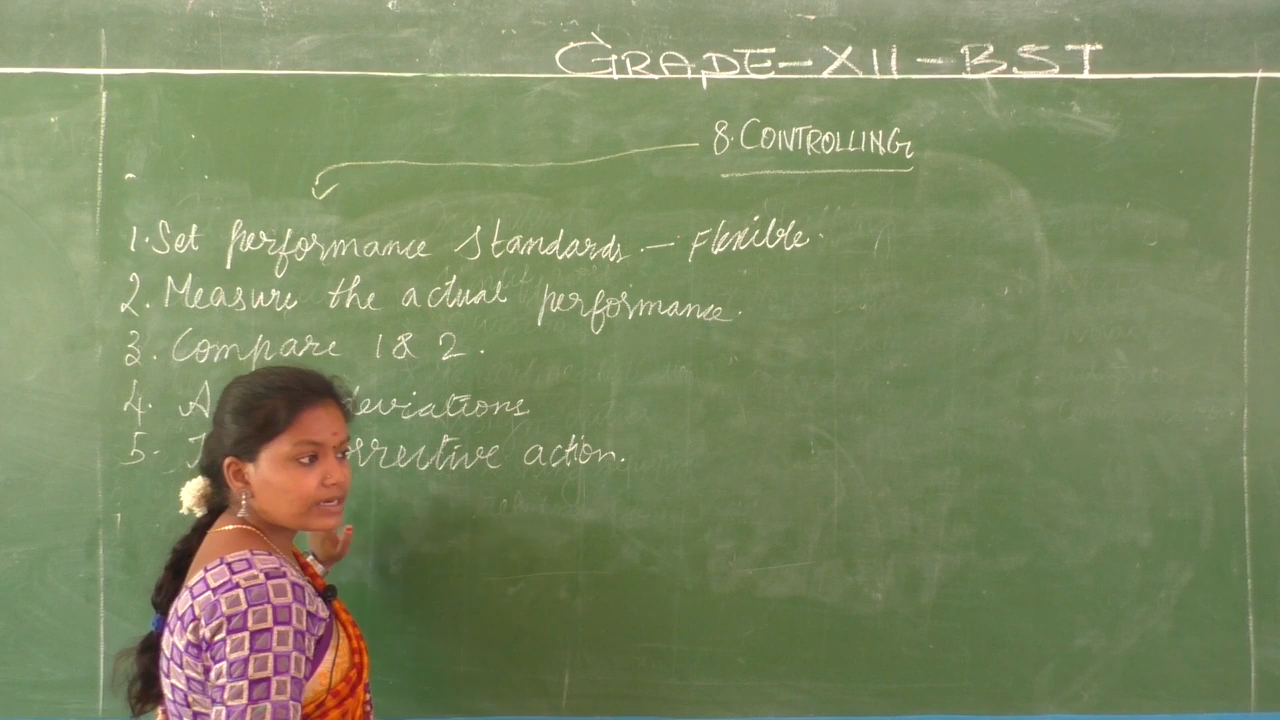 GRADE-XII-BST
8. CONTROLLING
1. Set performance standards. - Flexible.
2. Measure the actual performance.
3. Compare 1 & 2.
4. deviations
5. action.